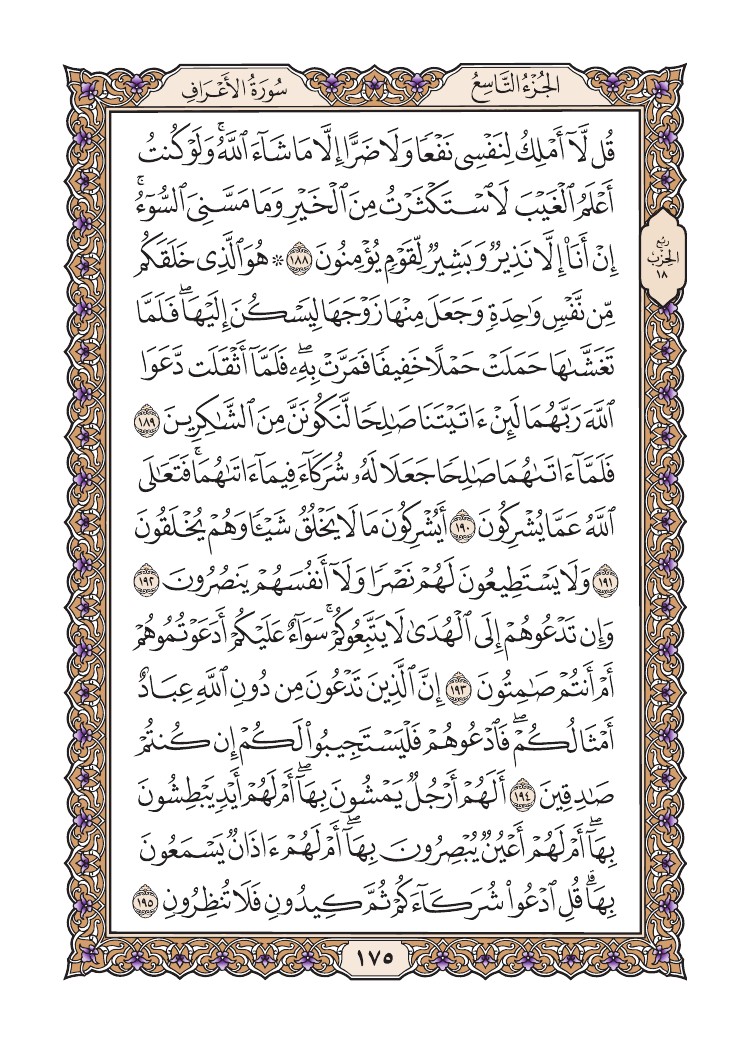 الجُزْءُ التَّاسِعُ
سُورَةُ الأَعْرَافِ
قُل لَّآ أَمْلِكُ لِنَفْسِى نَفْعًا وَلَا ضَرًّا إِلَّا مَا شَآءَ ٱللَّهُ ۚ وَلَوْ كُنتُ
أَعْلَمُ ٱلْغَيْبَ لَٱسْتَكْثَرْتُ مِنَ ٱلْخَيْرِ وَمَا مَسَّنِىَ ٱلسُّوٓءُ ۚ
إِنْ أَنَا۠ إِلَّا نَذِيرٌ وَبَشِيرٌ لِّقَوْمٍ يُؤْمِنُونَ ١٨٨ ۞ هُوَ ٱلَّذِى خَلَقَكُم
مِّن نَّفْسٍ وَٰحِدَةٍ وَجَعَلَ مِنْهَا زَوْجَهَا لِيَسْكُنَ إِلَيْهَا ۖ فَلَمَّا
تَغَشَّىٰهَا حَمَلَتْ حَمْلًا خَفِيفًا فَمَرَّتْ بِهِۦ ۖ فَلَمَّآ أَثْقَلَت دَّعَوَا
ٱللَّهَ رَبَّهُمَا لَئِنْ ءَاتَيْتَنَا صَٰلِحًا لَّنَكُونَنَّ مِنَ ٱلشَّٰكِرِينَ ١٨٩
فَلَمَّآ ءَاتَىٰهُمَا صَٰلِحًا جَعَلَا لَهُۥ شُرَكَآءَ فِيمَآ ءَاتَىٰهُمَا ۚ فَتَعَٰلَى
ٱللَّهُ عَمَّا يُشْرِكُونَ ١٩٠ أَيُشْرِكُونَ مَا لَا يَخْلُقُ شَيْـًٔا وَهُمْ يُخْلَقُونَ
١٩١ وَلَا يَسْتَطِيعُونَ لَهُمْ نَصْرًا وَلَآ أَنفُسَهُمْ يَنصُرُونَ ١٩٢
وَإِن تَدْعُوهُمْ إِلَى ٱلْهُدَىٰ لَا يَتَّبِعُوكُمْ ۚ سَوَآءٌ عَلَيْكُمْ أَدَعَوْتُمُوهُمْ
أَمْ أَنتُمْ صَٰمِتُونَ ١٩٣ إِنَّ ٱلَّذِينَ تَدْعُونَ مِن دُونِ ٱللَّهِ عِبَادٌ
أَمْثَالُكُمْ ۖ فَٱدْعُوهُمْ فَلْيَسْتَجِيبُوا۟ لَكُمْ إِن كُنتُمْ
صَٰدِقِينَ ١٩٤ أَلَهُمْ أَرْجُلٌ يَمْشُونَ بِهَآ ۖ أَمْ لَهُمْ أَيْدٍ يَبْطِشُونَ
بِهَآ ۖ أَمْ لَهُمْ أَعْيُنٌ يُبْصِرُونَ بِهَآ ۖ أَمْ لَهُمْ ءَاذَانٌ يَسْمَعُونَ
بِهَا ۗ قُلِ ٱدْعُوا۟ شُرَكَآءَكُمْ ثُمَّ كِيدُونِ فَلَا تُنظِرُونِ ١٩٥
رُبْع
الحِزْب
١٨
١٧٥